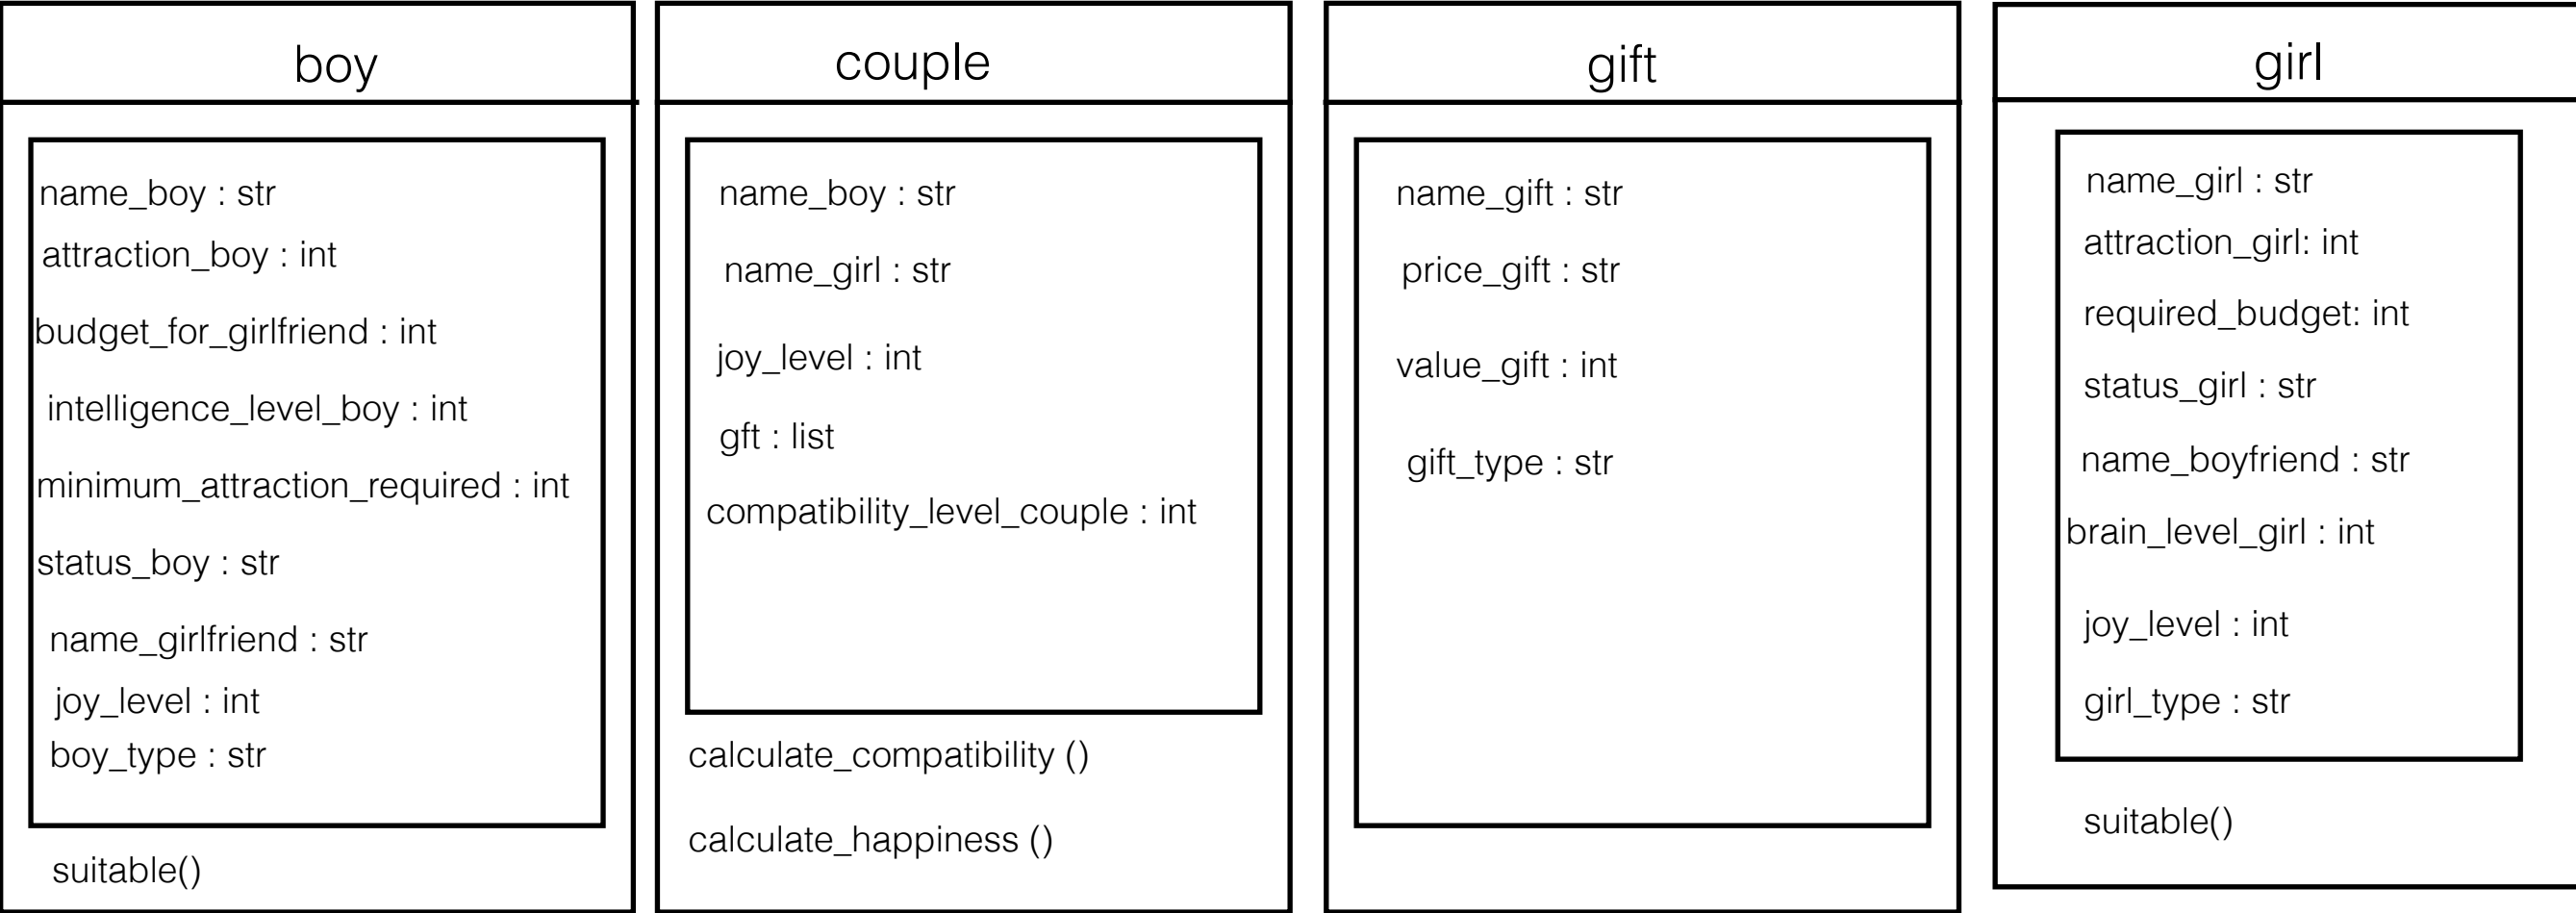 boy
name_boy : str
attraction_boy : int
budget_for_girlfriend : int
intelligence_level_boy : int
minimum_attraction_required : int
status_boy : str
name_girlfriend : str
joy_level : int
boy_type : str
suitable()
couple
name_boy : str
name_girl : str
joy_level : int
gft : list
compatibility_level_couple : int
calculate_compatibility ()
calculate_happiness ()
gift
name_gift : str
price_gift : str
value_gift : int
gift_type : str
girl
name_girl : str
attraction_girl: int
required_budget: int
status_girl : str
name_boyfriend : str
brain_level_girl : int
joy_level : int
girl_type : str
suitable()